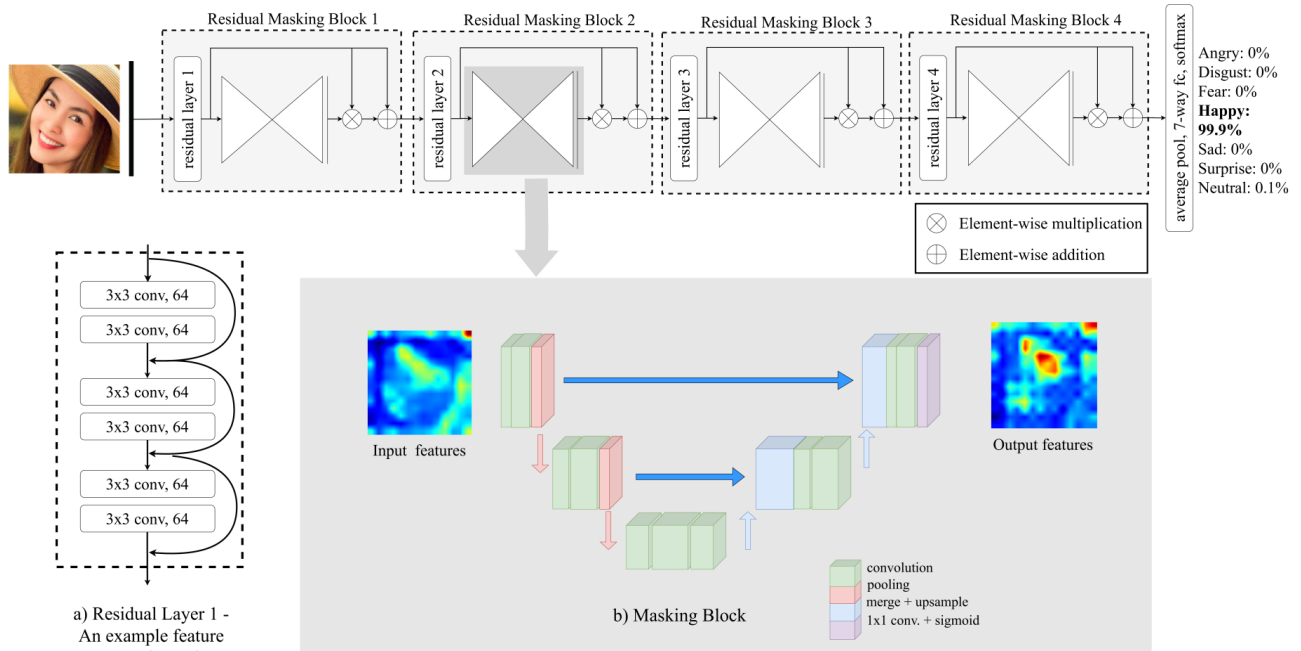 Residual Masking Block 1
Residual Masking Block 2
Residual Masking Block 3
Residual Masking Block 4
residual layer 1
residual layer 2
residual layer 3
residual layer 4
average pool, 7-way fc, softmax
Angry: 0%
Disgust: 0%
Fear: 0%
Happy:
99.9%
Sad: 0%
Surprise: 0%
Neutral: 0.1%
Element-wise multiplication
Element-wise addition
3x3 conv, 64
3x3 conv, 64
3x3 conv, 64
3x3 conv, 64
3x3 conv, 64
3x3 conv, 64
a) Residual Layer 1 -
An example feature
Input features
Output features
convolution
pooling
merge + upsample
1x1 conv. + sigmoid
b) Masking Block